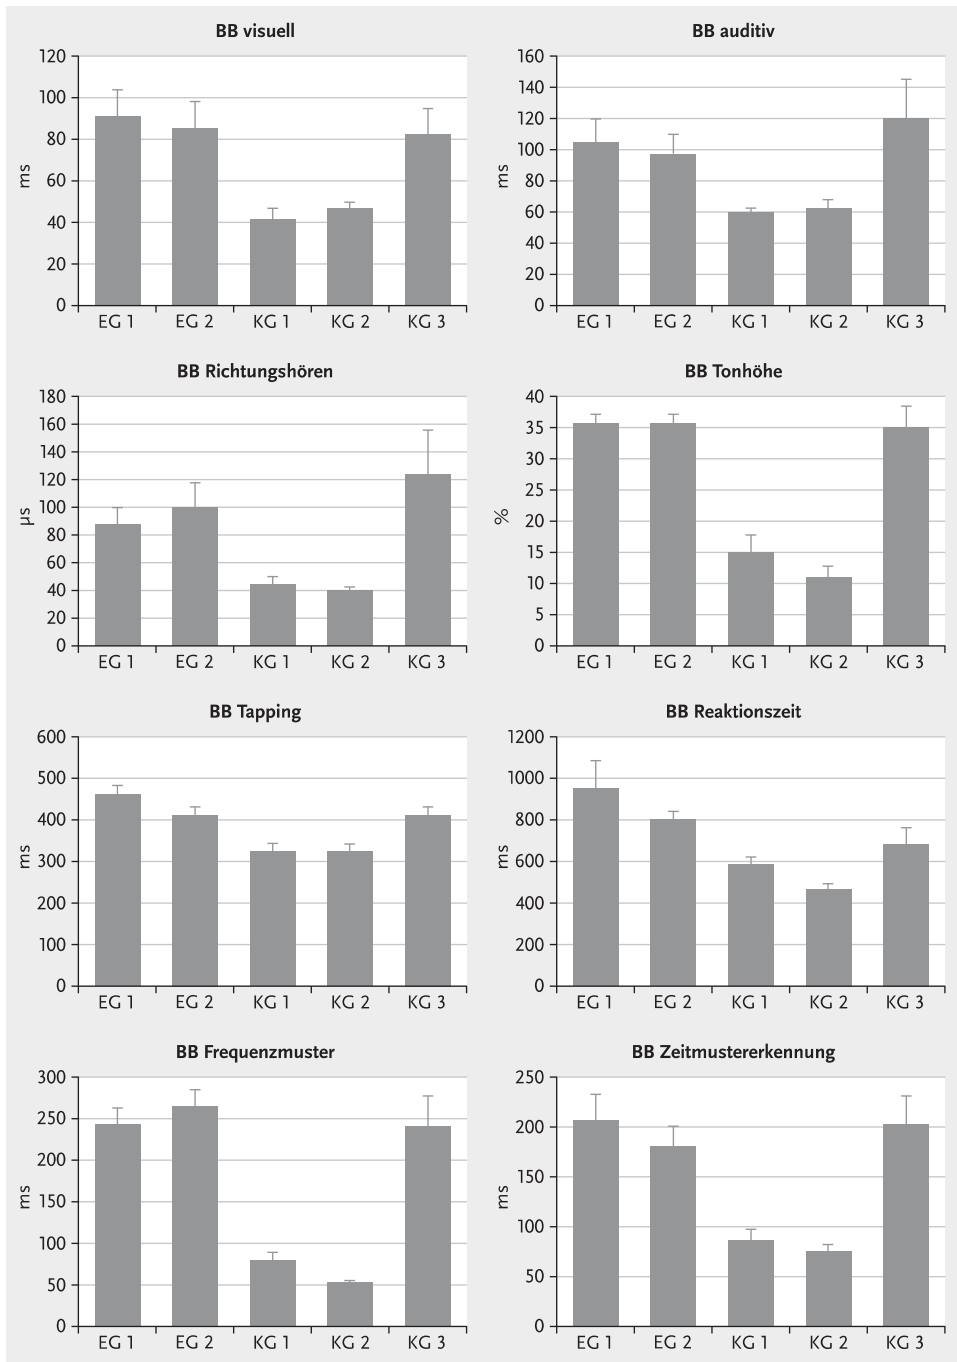 BB visuell
120
100
80
60
40
20
0
ms
EG 1 EG 2 KG 1 KG 2 KG 3
BB auditiv
160
140
120
100
80
60
40
20
0
ms
EG 1 EG 2 KG 1 KG 2 KG 3
BB Richtungshören
180
160
140
120
100
80
60
40
20
0
µs
EG 1 EG 2 KG 1 KG 2 KG 3
BB Tonhöhe
40
35
30
25
20
15
10
5
0
%
EG 1 EG 2 KG 1 KG 2 KG 3
BB Tapping
600
500
400
300
200
100
0
ms
EG 1 EG 2 KG 1 KG 2 KG 3
BB Reaktionszeit
1200
1000
800
600
400
200
0
ms
EG 1 EG 2 KG 1 KG 2 KG 3
BB Frequenzmuster
300
250
200
150
100
50
0
ms
EG 1 EG 2 KG 1 KG 2 KG 3
BB Zeitmustererkennung
250
200
150
100
50
0
ms
EG 1 EG 2 KG 1 KG 2 KG 3